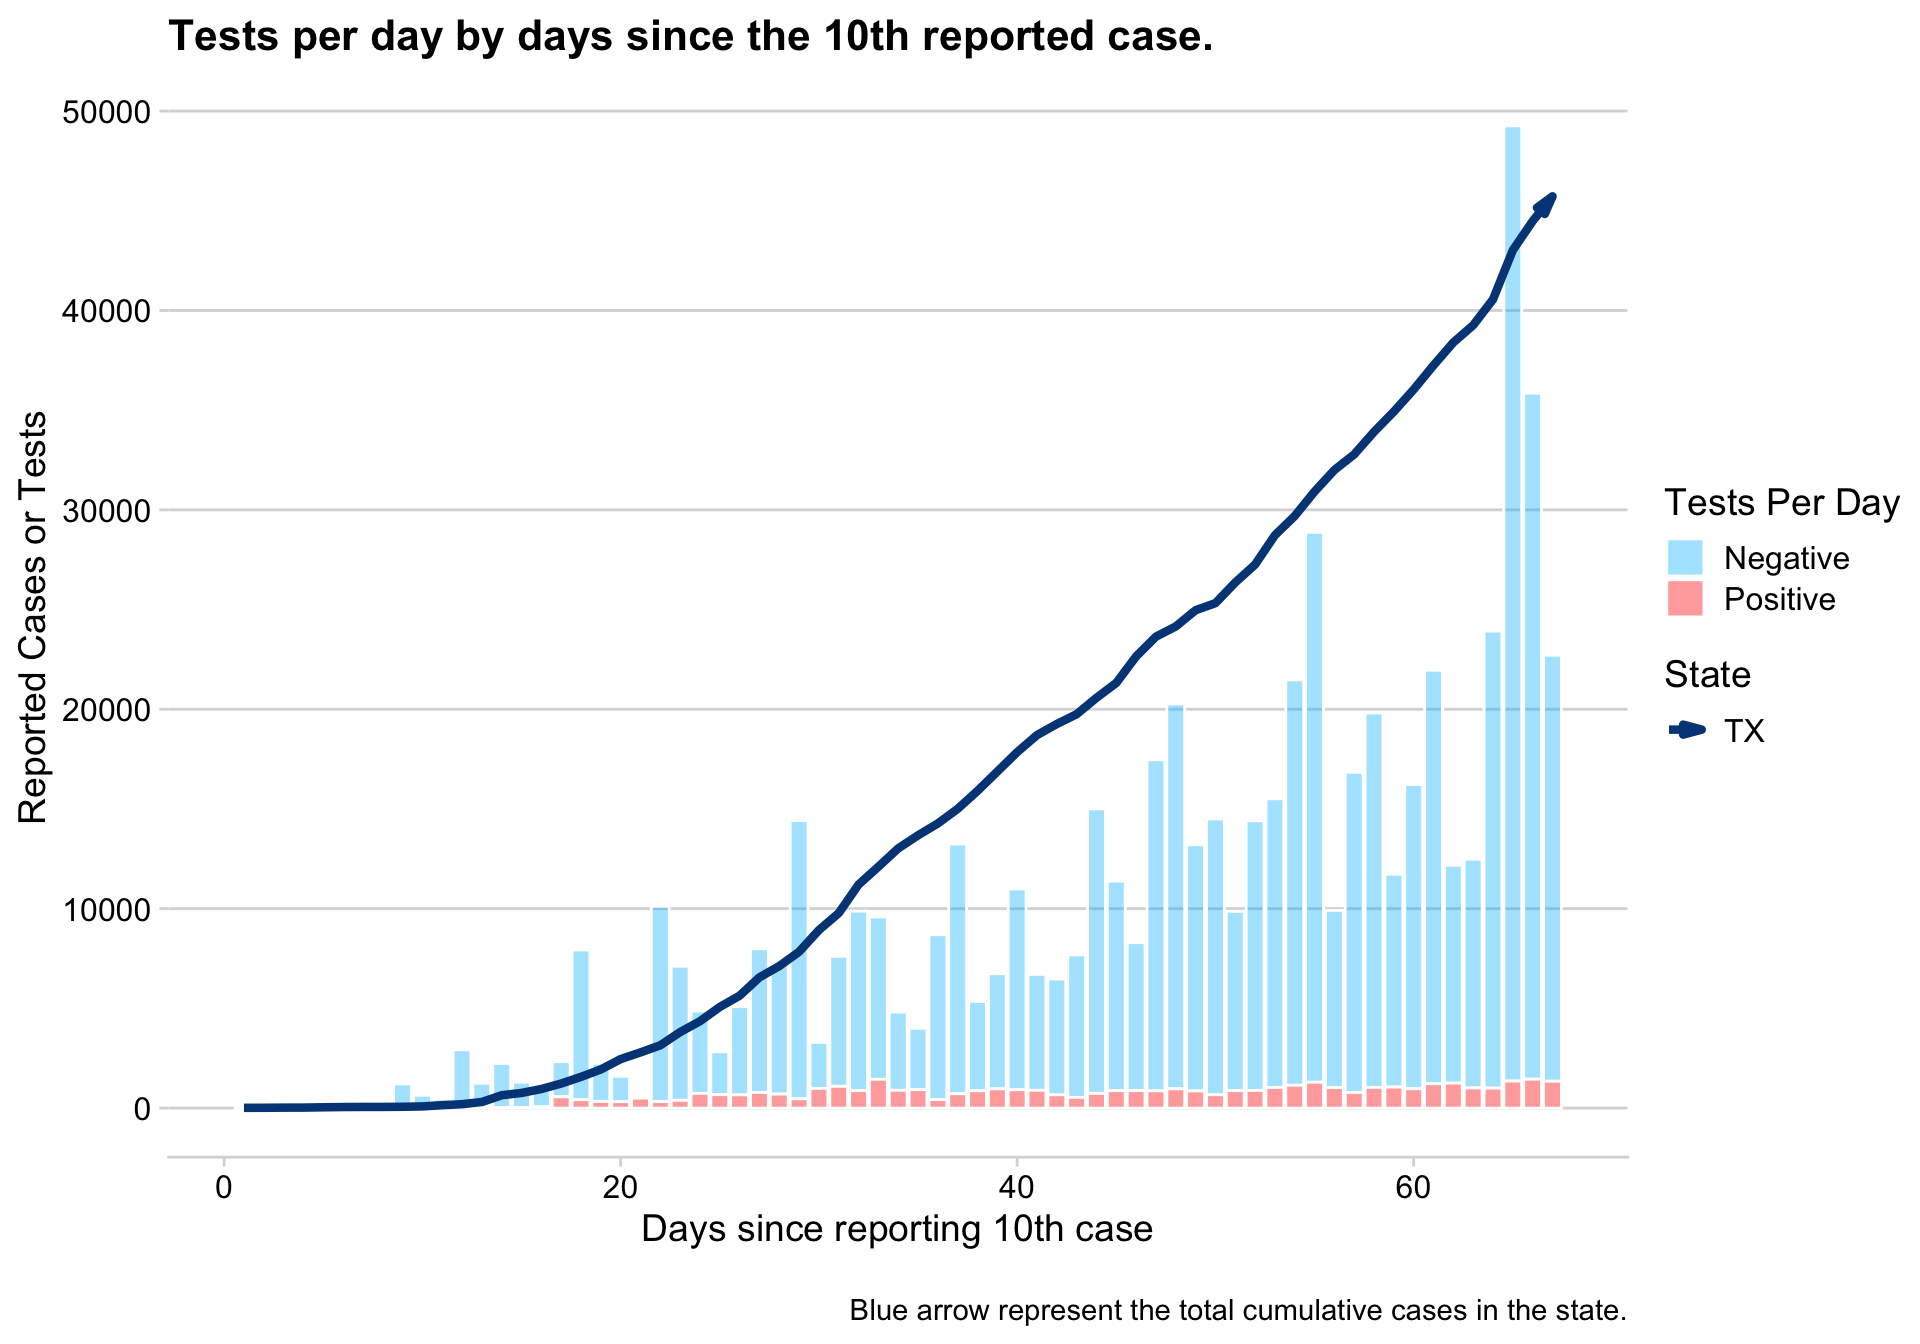 Tests per day by days since the 10th reported case.
50000
40000
30000
20000
10000
0
Reported Cases or Tests
0 20 40 60
Days since reporting 10th case
Tests Per Day
Negative
Positive
State
TX
Blue arrow represent the total cumulative cases in the state.